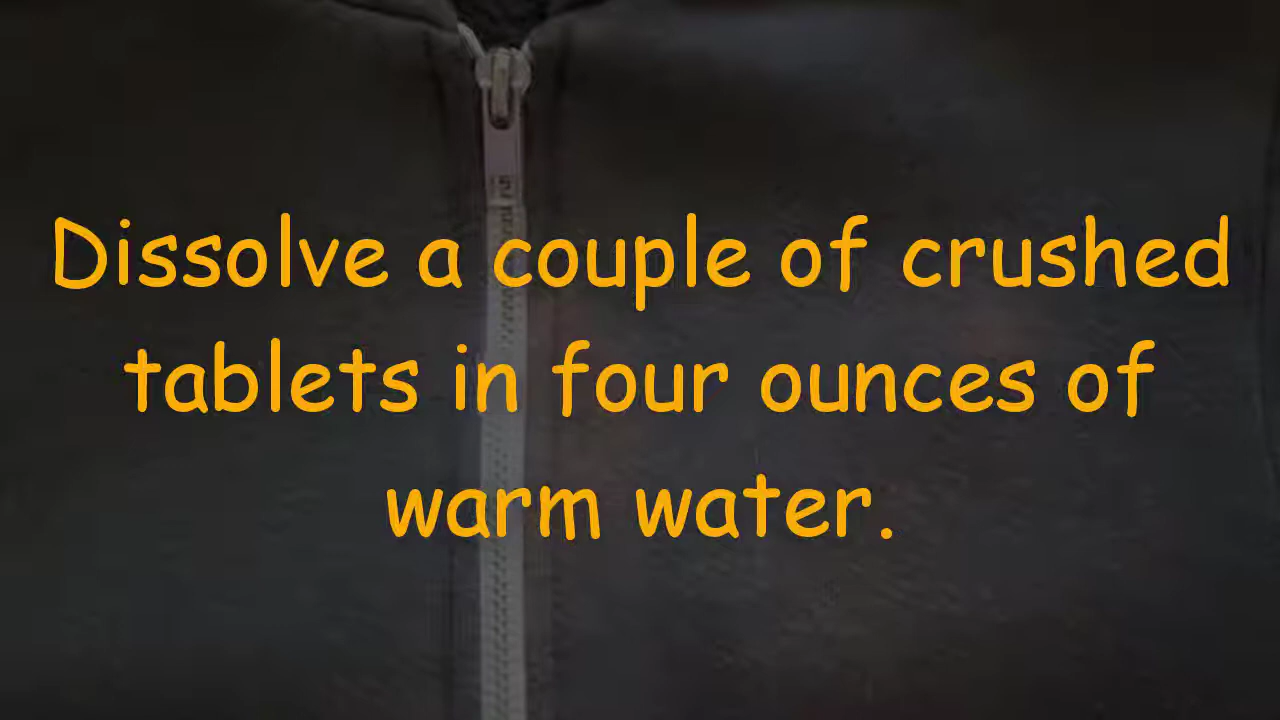 Dissolve a couple of crushed
tablets in four ounces of
warm water.